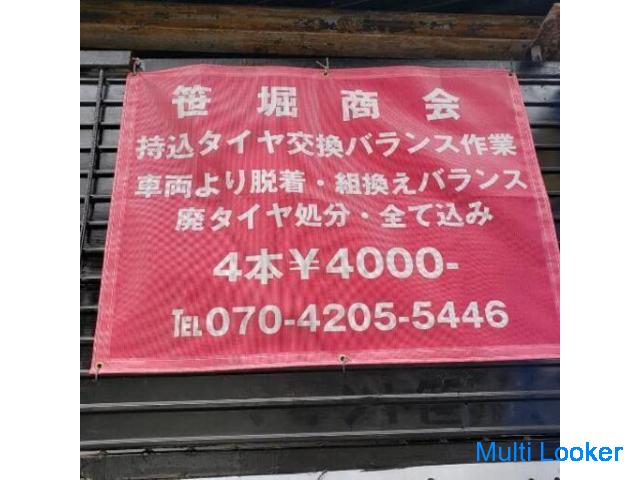 笹堀商会
持込タイヤ交換バランス作業
車両より脱着・組換えバランス
廃タイヤ処分・全て込み
4本¥4000-
TEL070-4205-5446
Multi Looker